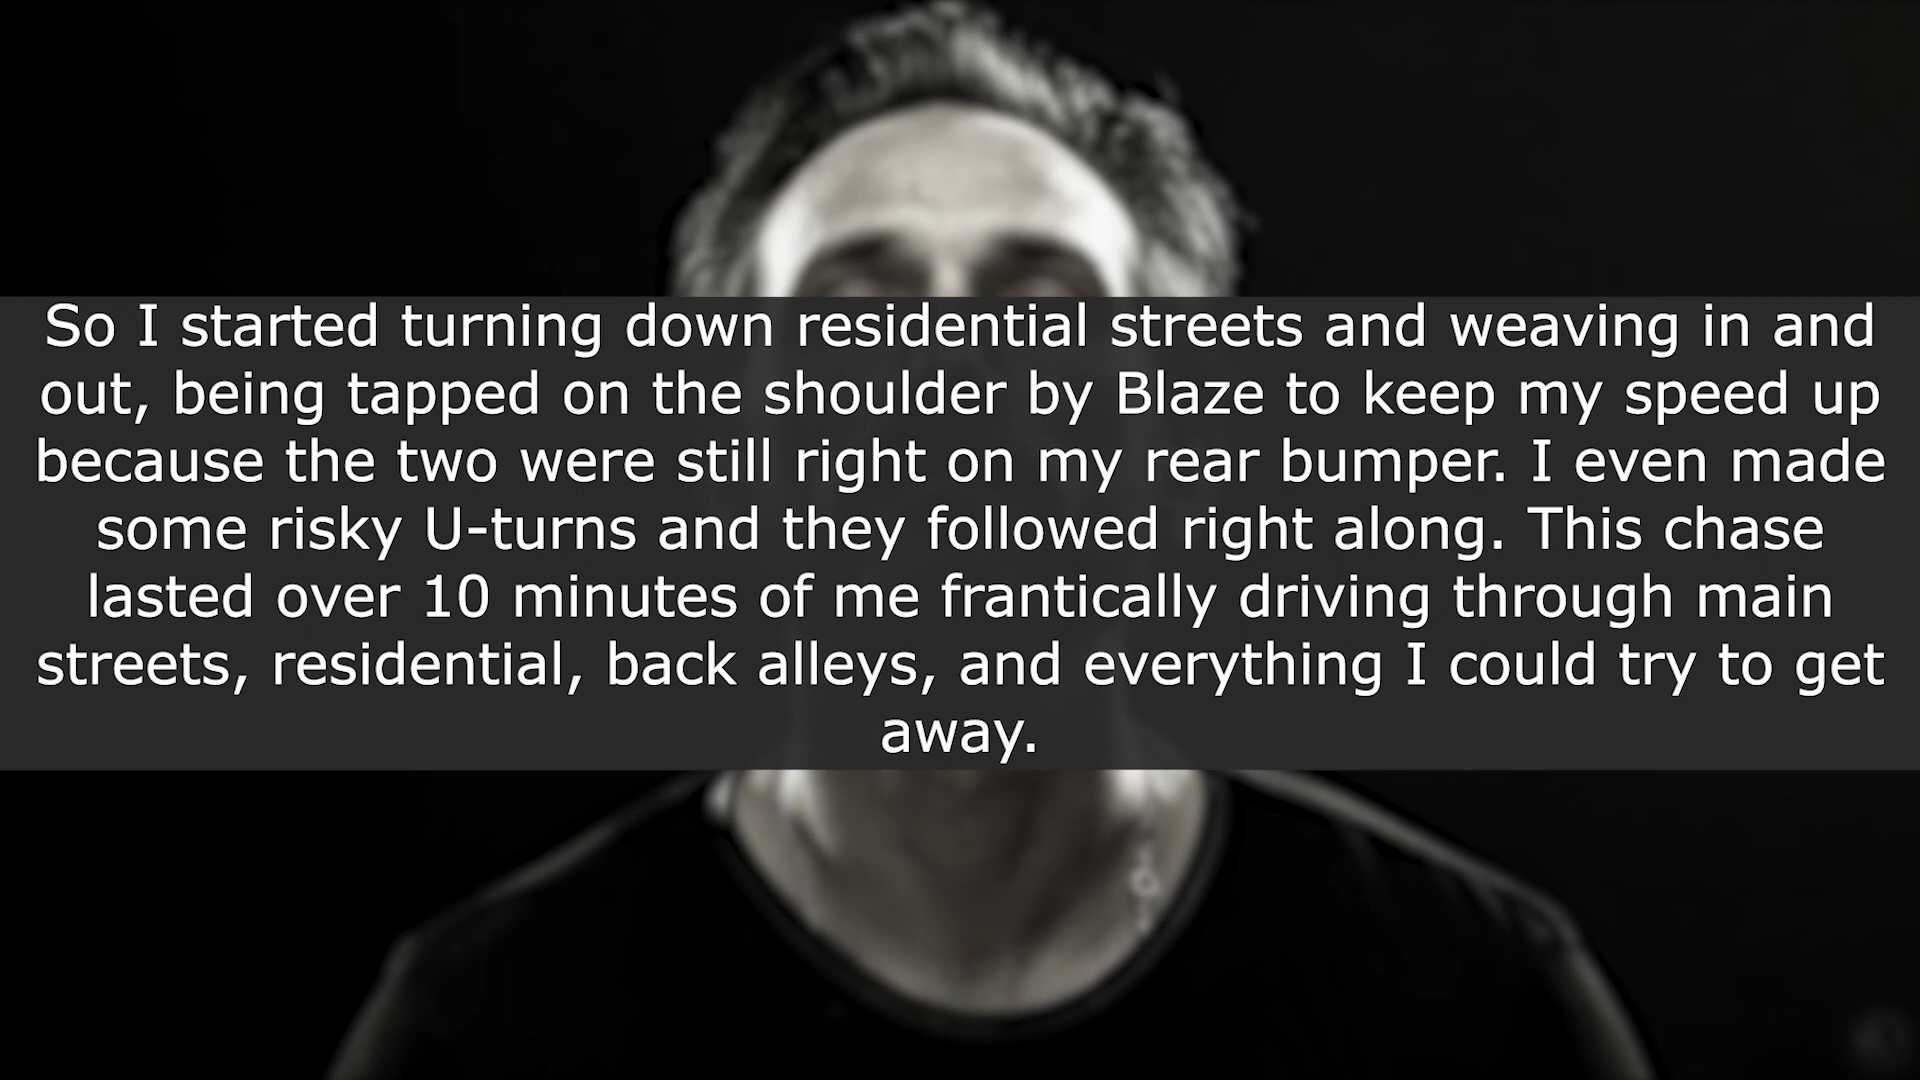 So I started turning down residential streets and weaving in and
out, being tapped on the shoulder by Blaze to keep my speed up
because the two were still right on my rear bumper. I even made
some risky U-turns and they followed right along. This chase
lasted over 10 minutes of me frantically driving through main
streets, residential, back alleys, and everything I could try to get
away.